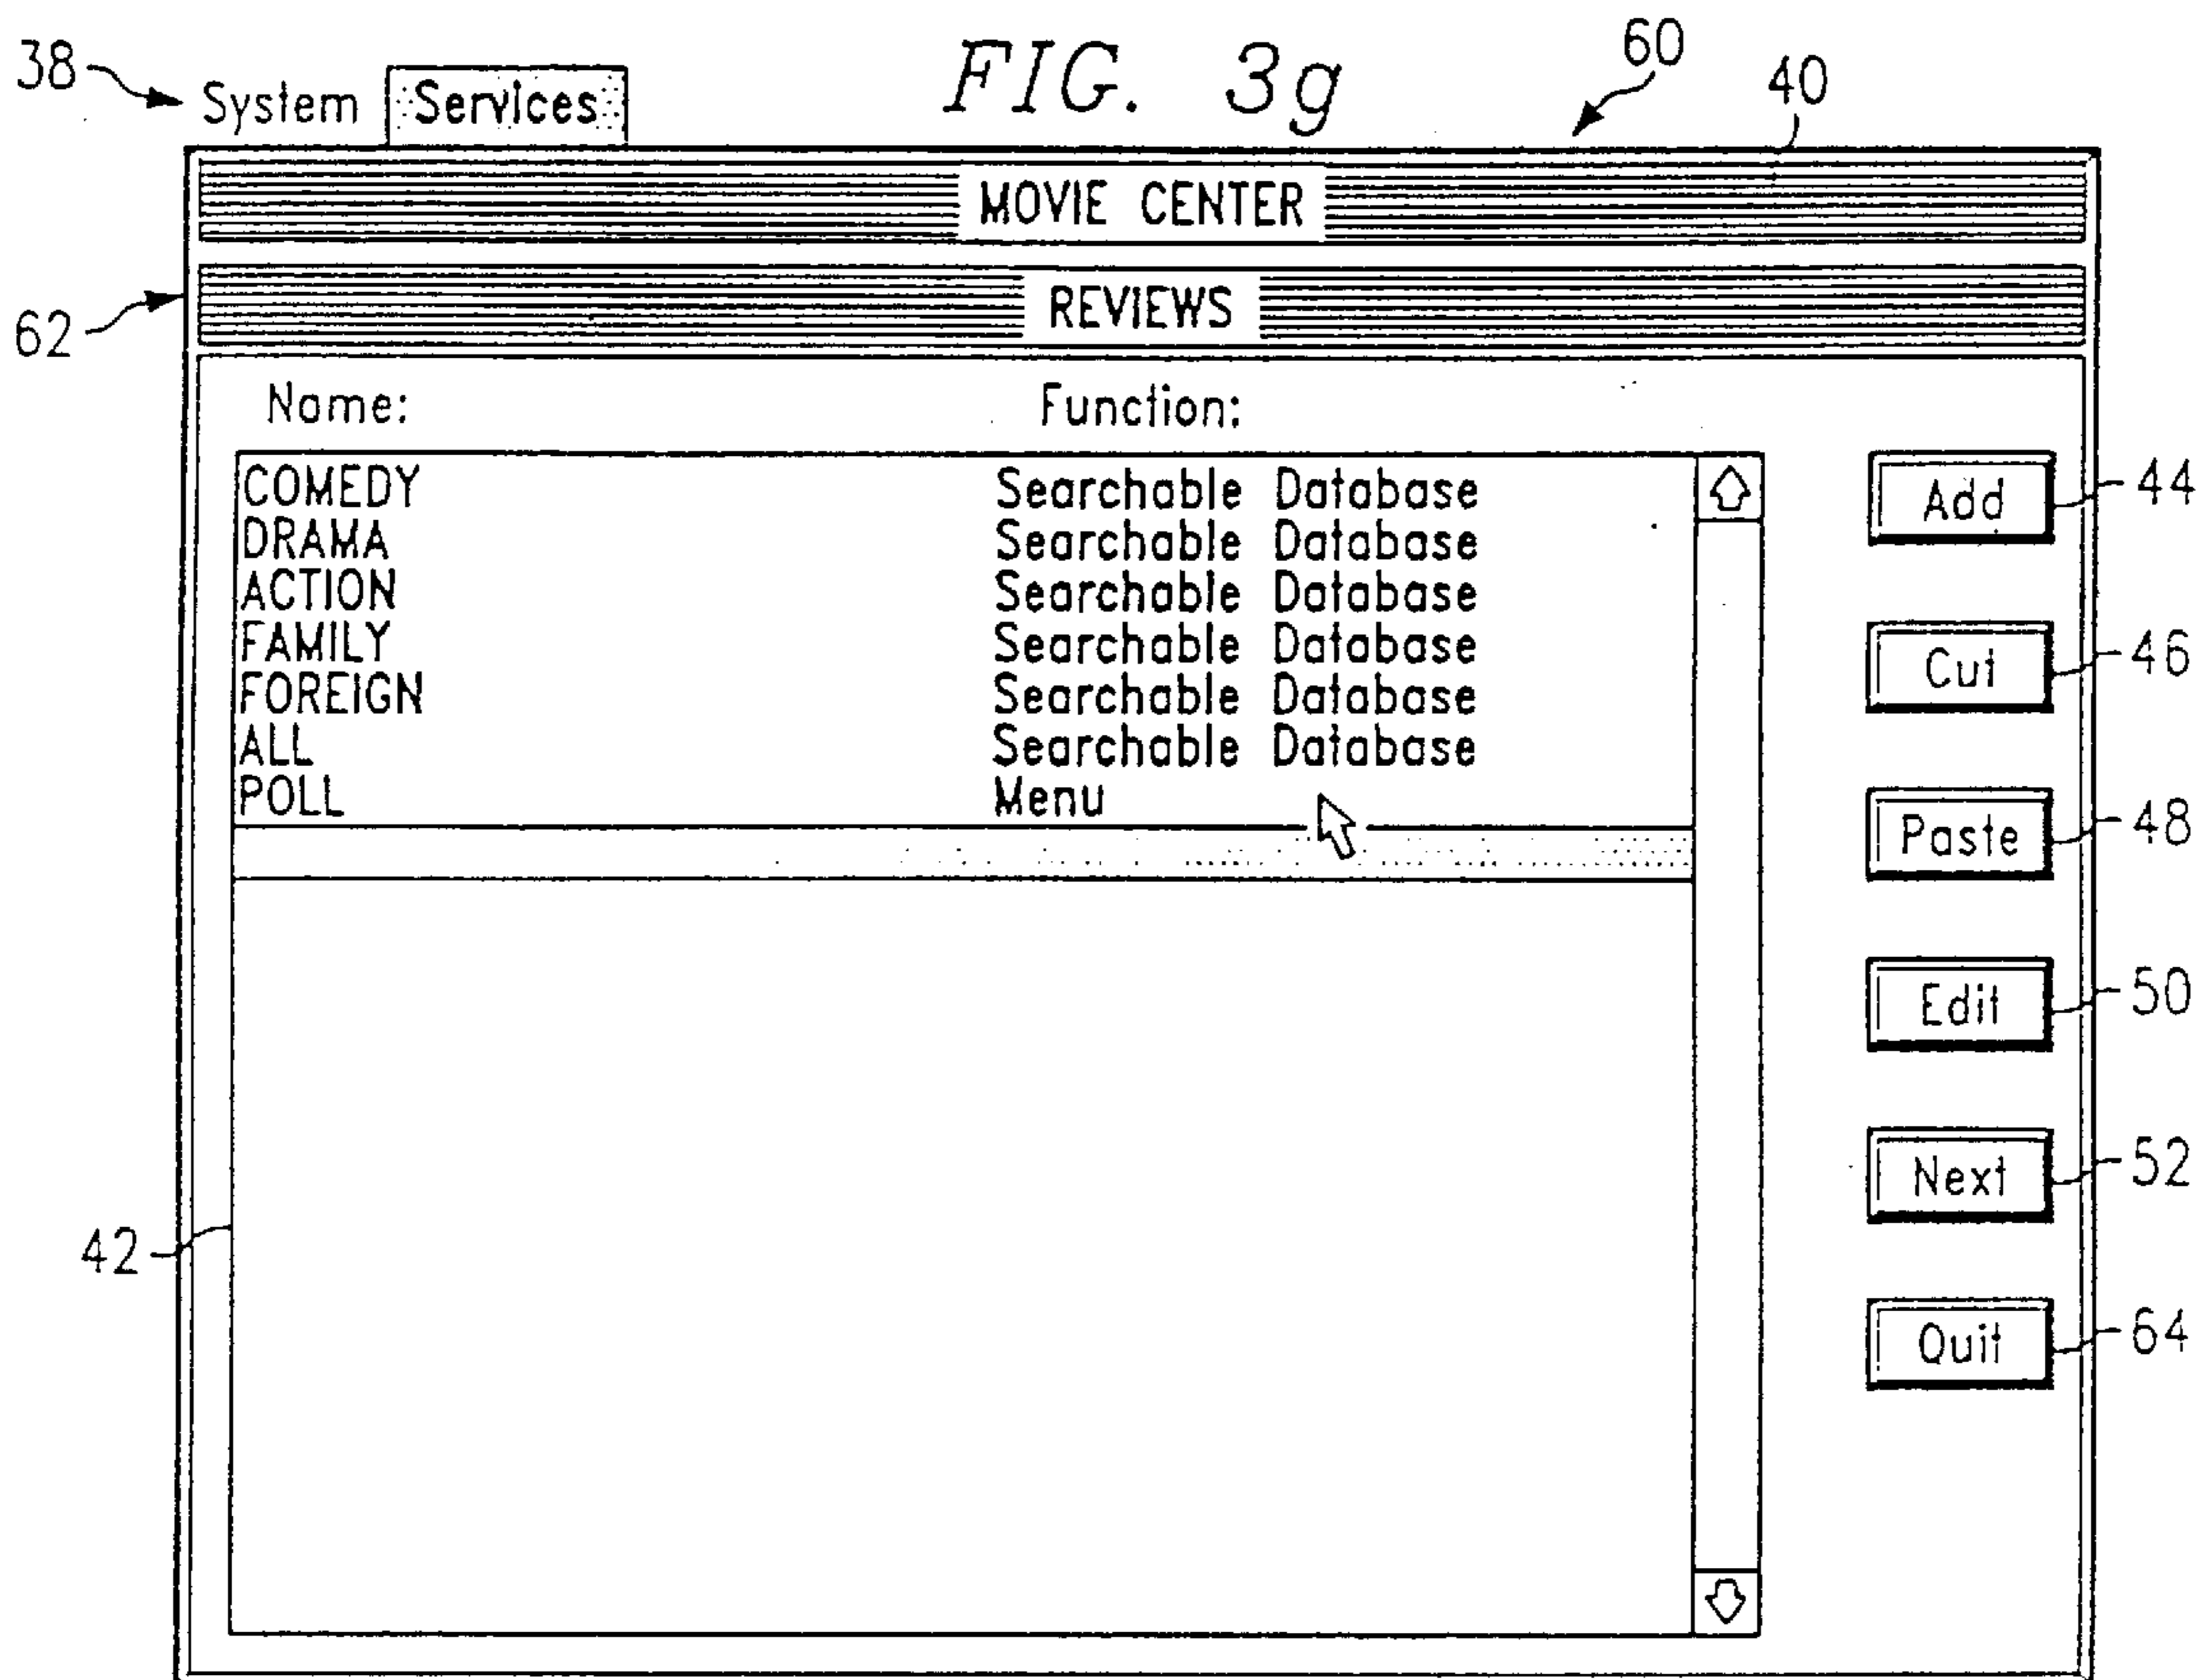 FIG. 3g
60
40
38
System Services
MOVIE CENTER
62
REVIEWS
Name: Function:
COMEDY Searchable Database
DRAMA Searchable Database
ACTION Searchable Database
FAMILY Searchable Database
FOREIGN Searchable Database
ALL Searchable Database
POLL Menu
Add 44
Cut 46
Paste 48
Edit 50
Next 52
42
Quit 64